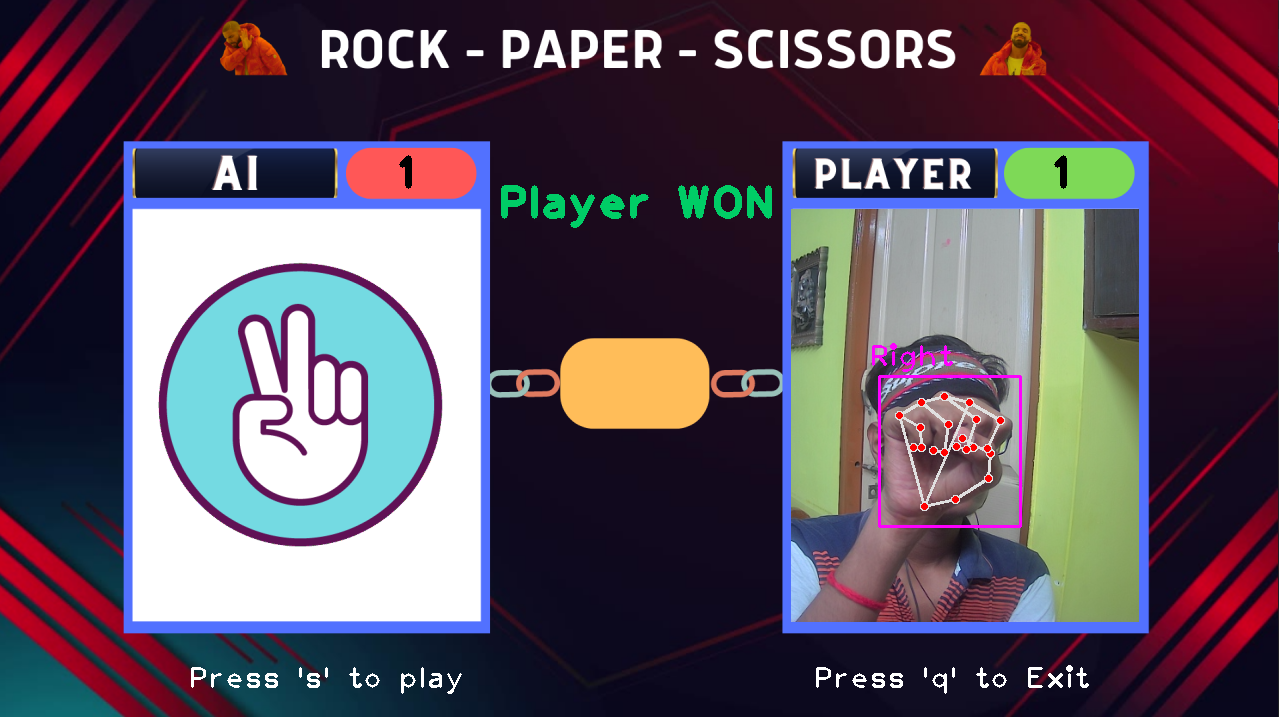 ROCK - PAPER - SCISSORS
AI 1
Player WON
PLAYER 1
Right
Press 's' to play
Press 'q' to Exit